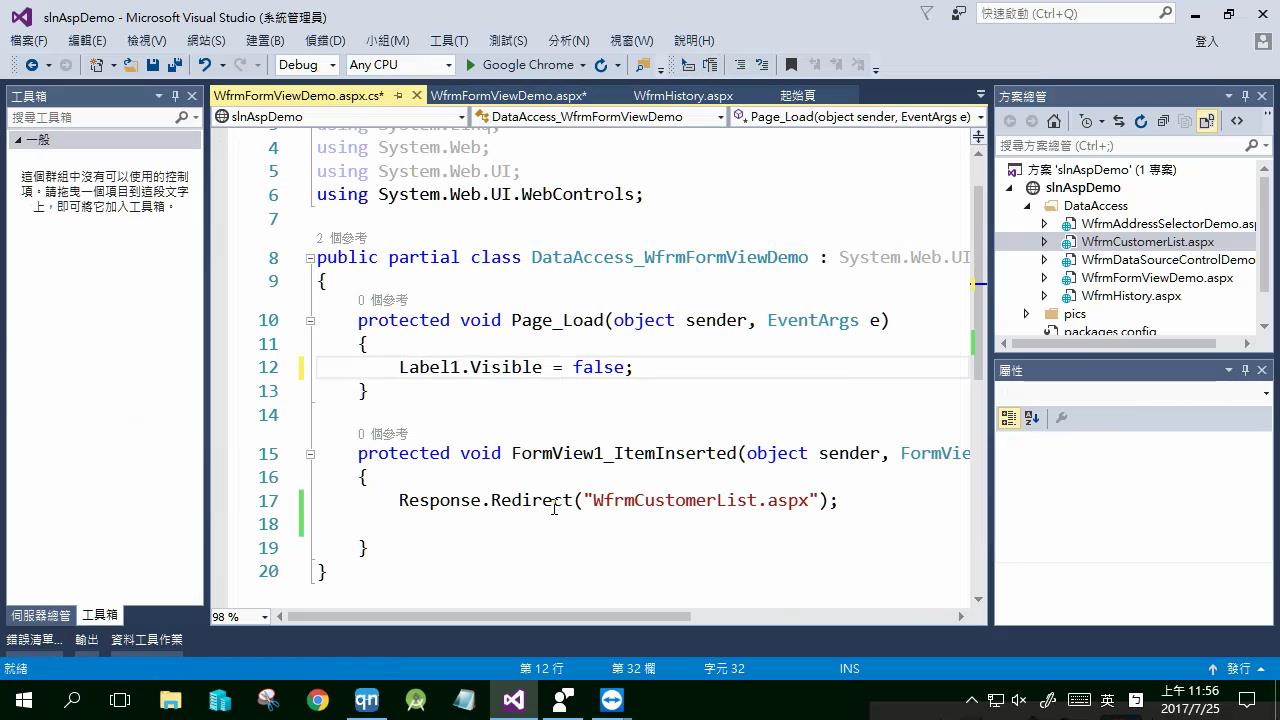 slnAspDemo - Microsoft Visual Studio (系統管理員)
快速啟動 (Ctrl+Q)
檔案(F) 編輯(E) 檢視(V) 網站(S) 建置(B) 偵錯(D) 小組(M) 工具(T) 測試(S) 分析(N) 視窗(W) 說明(H)
登入
Debug Any CPU Google Chrome
工具箱
搜尋工具箱
一般
這個群組中沒有可以使用的控制
項。請拖曳一個項目到這段文字
上，即可將它加入工具箱。
伺服器總管 工具箱
WfrmFormViewDemo.aspx.cs* WfrmFormViewDemo.aspx* WfrmHistory.aspx 起始頁
slnAspDemo DataAccess_WfrmFormViewDemo Page_Load(object sender, EventArgs e)
using System.Linq;
4 using System.Web;
5 using System.Web.UI;
6 using System.Web.UI.WebControls;
7
2 個參考
8 public partial class DataAccess_WfrmFormViewDemo : System.Web.UI
9 {
0 個參考
10 protected void Page_Load(object sender, EventArgs e)
11 {
12 Label1.Visible = false;
13 }
14
0 個參考
15 protected void FormView1_ItemInserted(object sender, FormVie
16 {
17 Response.Redirect("WfrmCustomerList.aspx");
18
19 }
20 }
98 %
方案總管
搜尋方案總管 (Ctrl+;)
方案 'slnAspDemo' (1 專案)
slnAspDemo
DataAccess
WfrmAddressSelectorDemo.asp
WfrmCustomerList.aspx
WfrmDataSourceControlDemo
WfrmFormViewDemo.aspx
WfrmHistory.aspx
pics
packages.config
屬性
錯誤清單... 輸出 資料工具作業
就緒 第 12 行 第 32 欄 字元 32 INS 發行
qn 英 上午 11:56
2017/7/25